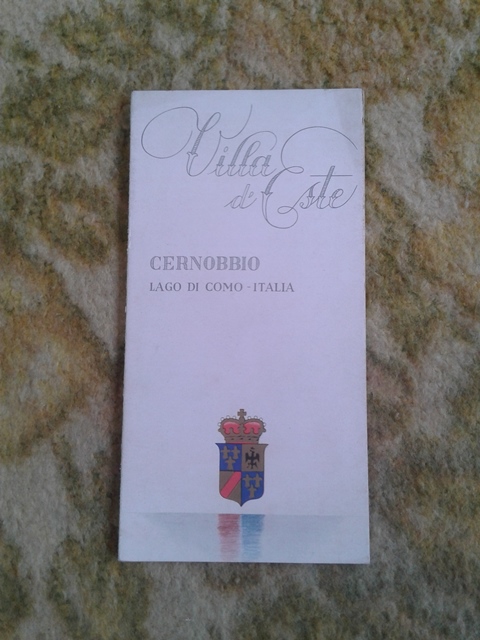 Villa
d'Este
CERNOBBIO
LAGO DI COMO - ITALIA